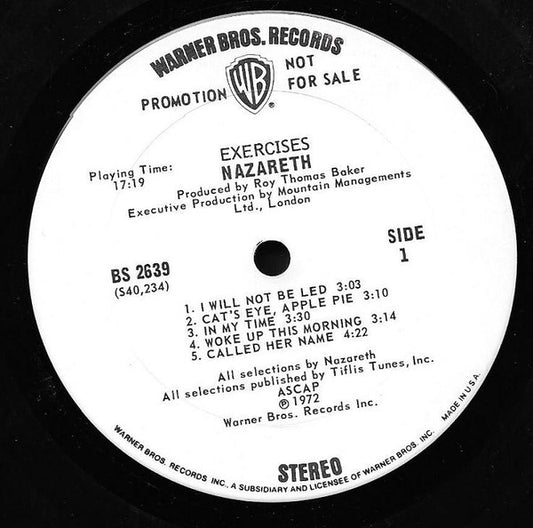 WARNER BROS. RECORDS
WB
®
PROMOTION
NOT
FOR SALE
EXERCISES
NAZARETH
Playing Time:
17:19
Produced by Roy Thomas Baker
Executive Production by Mountain Managements
Ltd., London
BS 2639
(S40,234)
SIDE
1
1. I WILL NOT BE LED 3:03
2. CAT'S EYE, APPLE PIE 3:10
3. IN MY TIME 3:30
4. WOKE UP THIS MORNING 3:14
5. CALLED HER NAME 4:22
All selections by Nazareth
All selections published by Tiflis Tunes, Inc.
ASCAP
℗ 1972
Warner Bros. Records Inc.
STEREO
WARNER BROS. RECORDS INC., A SUBSIDIARY AND LICENSEE OF WARNER BROS. INC. MADE IN U.S.A.